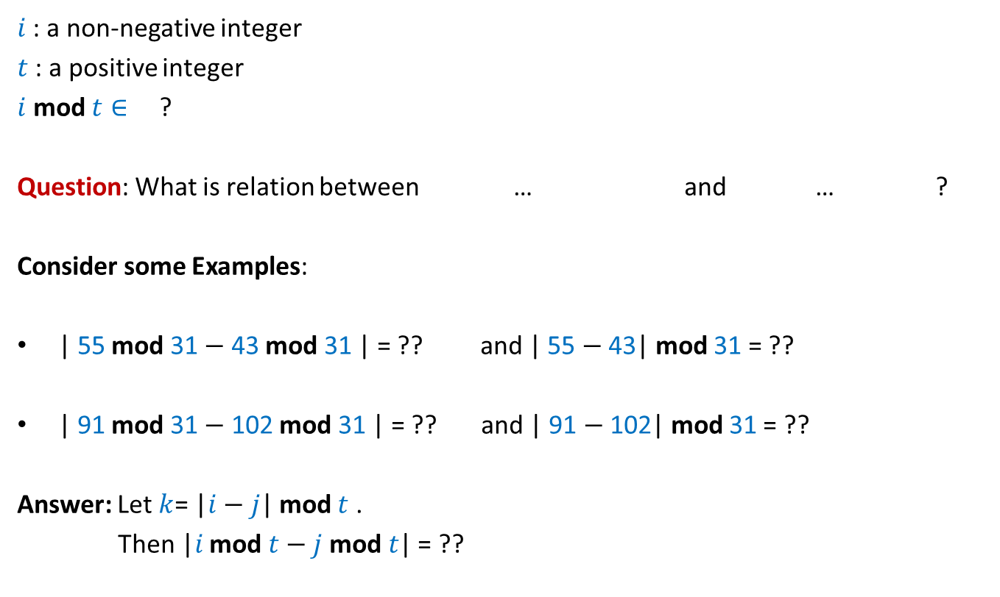 i : a non-negative integer
t : a positive integer
i mod t ∈ ?
Question: What is relation between … and … ?
Consider some Examples:
• | 55 mod 31 − 43 mod 31 | = ?? and | 55 − 43| mod 31 = ??
• | 91 mod 31 − 102 mod 31 | = ?? and | 91 − 102| mod 31 = ??
Answer: Let k= |i − j| mod t .
Then |i mod t − j mod t| = ??